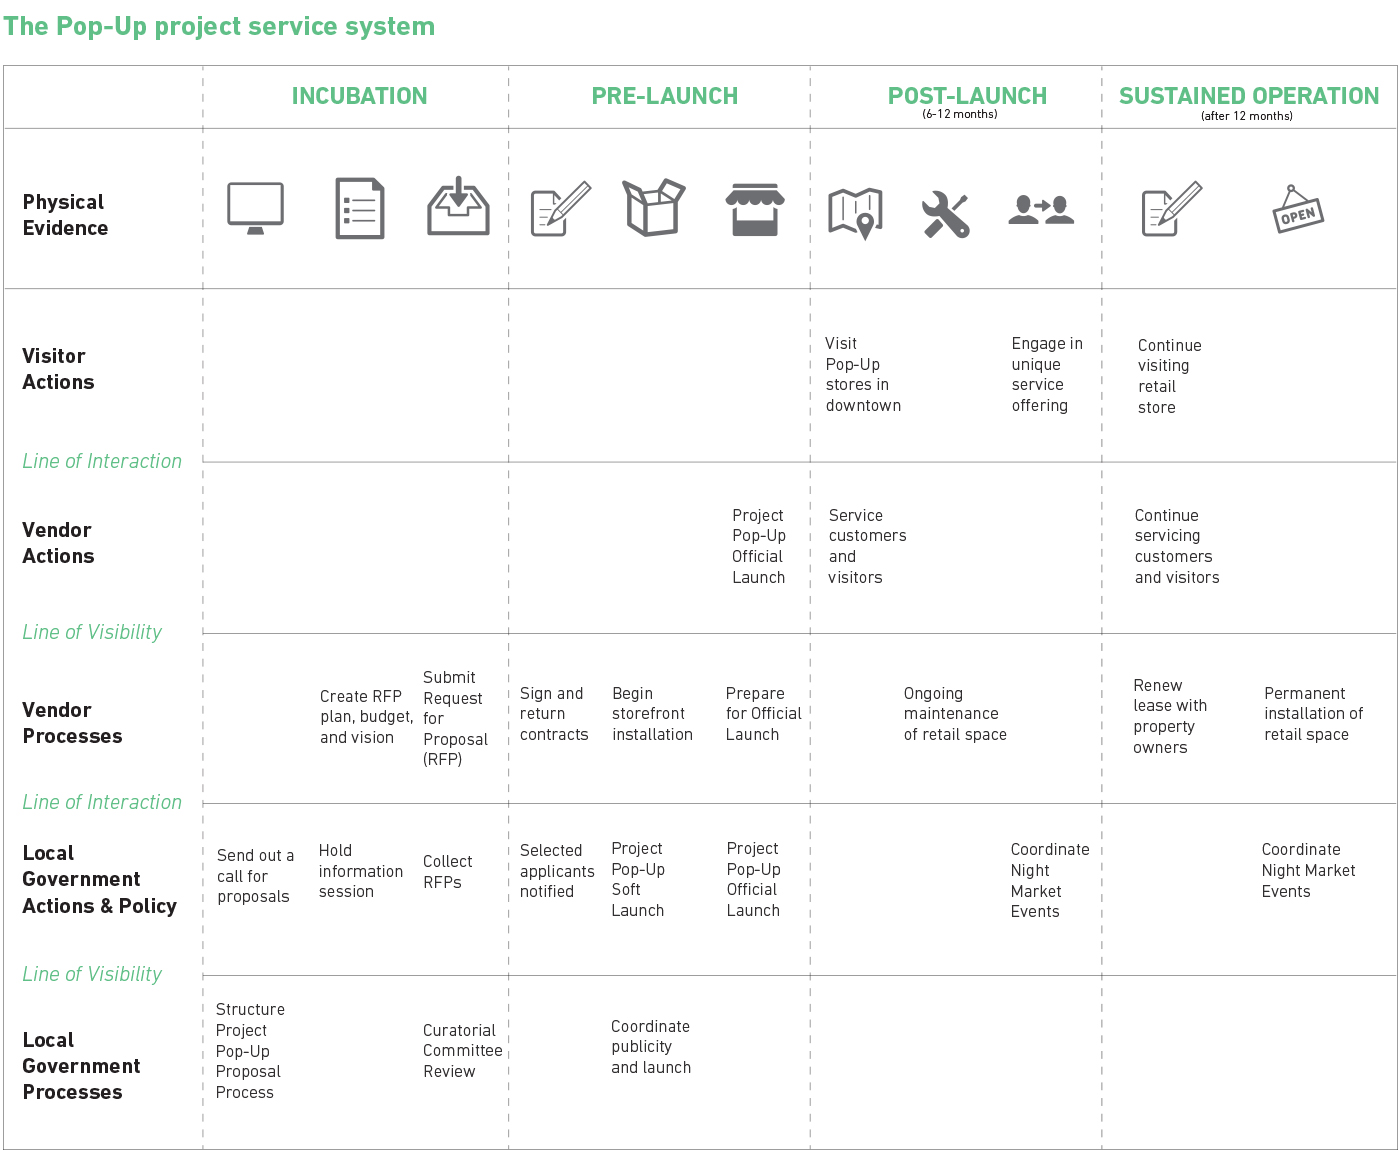 The Pop-Up project service system
INCUBATION
PRE-LAUNCH
POST-LAUNCH
(6-12 months)
SUSTAINED OPERATION
(after 12 months)
Physical
Evidence
OPEN
Visitor
Actions
Visit
Pop-Up
stores in
downtown
Engage in
unique
service
offering
Continue
visiting
retail
store
Line of Interaction
Vendor
Actions
Project
Pop-Up
Official
Launch
Service
customers
and
visitors
Continue
servicing
customers
and visitors
Line of Visibility
Vendor
Processes
Create RFP
plan, budget,
and vision
Submit
Request
for
Proposal
(RFP)
Sign and
return
contracts
Begin
storefront
installation
Prepare
for Official
Launch
Ongoing
maintenance
of retail space
Renew
lease with
property
owners
Permanent
installation of
retail space
Line of Interaction
Local
Government
Actions & Policy
Send out a
call for
proposals
Hold
information
session
Collect
RFPs
Selected
applicants
notified
Project
Pop-Up
Soft
Launch
Project
Pop-Up
Official
Launch
Coordinate
Night
Market
Events
Coordinate
Night Market
Events
Line of Visibility
Local
Government
Processes
Structure
Project
Pop-Up
Proposal
Process
Curatorial
Committee
Review
Coordinate
publicity
and launch